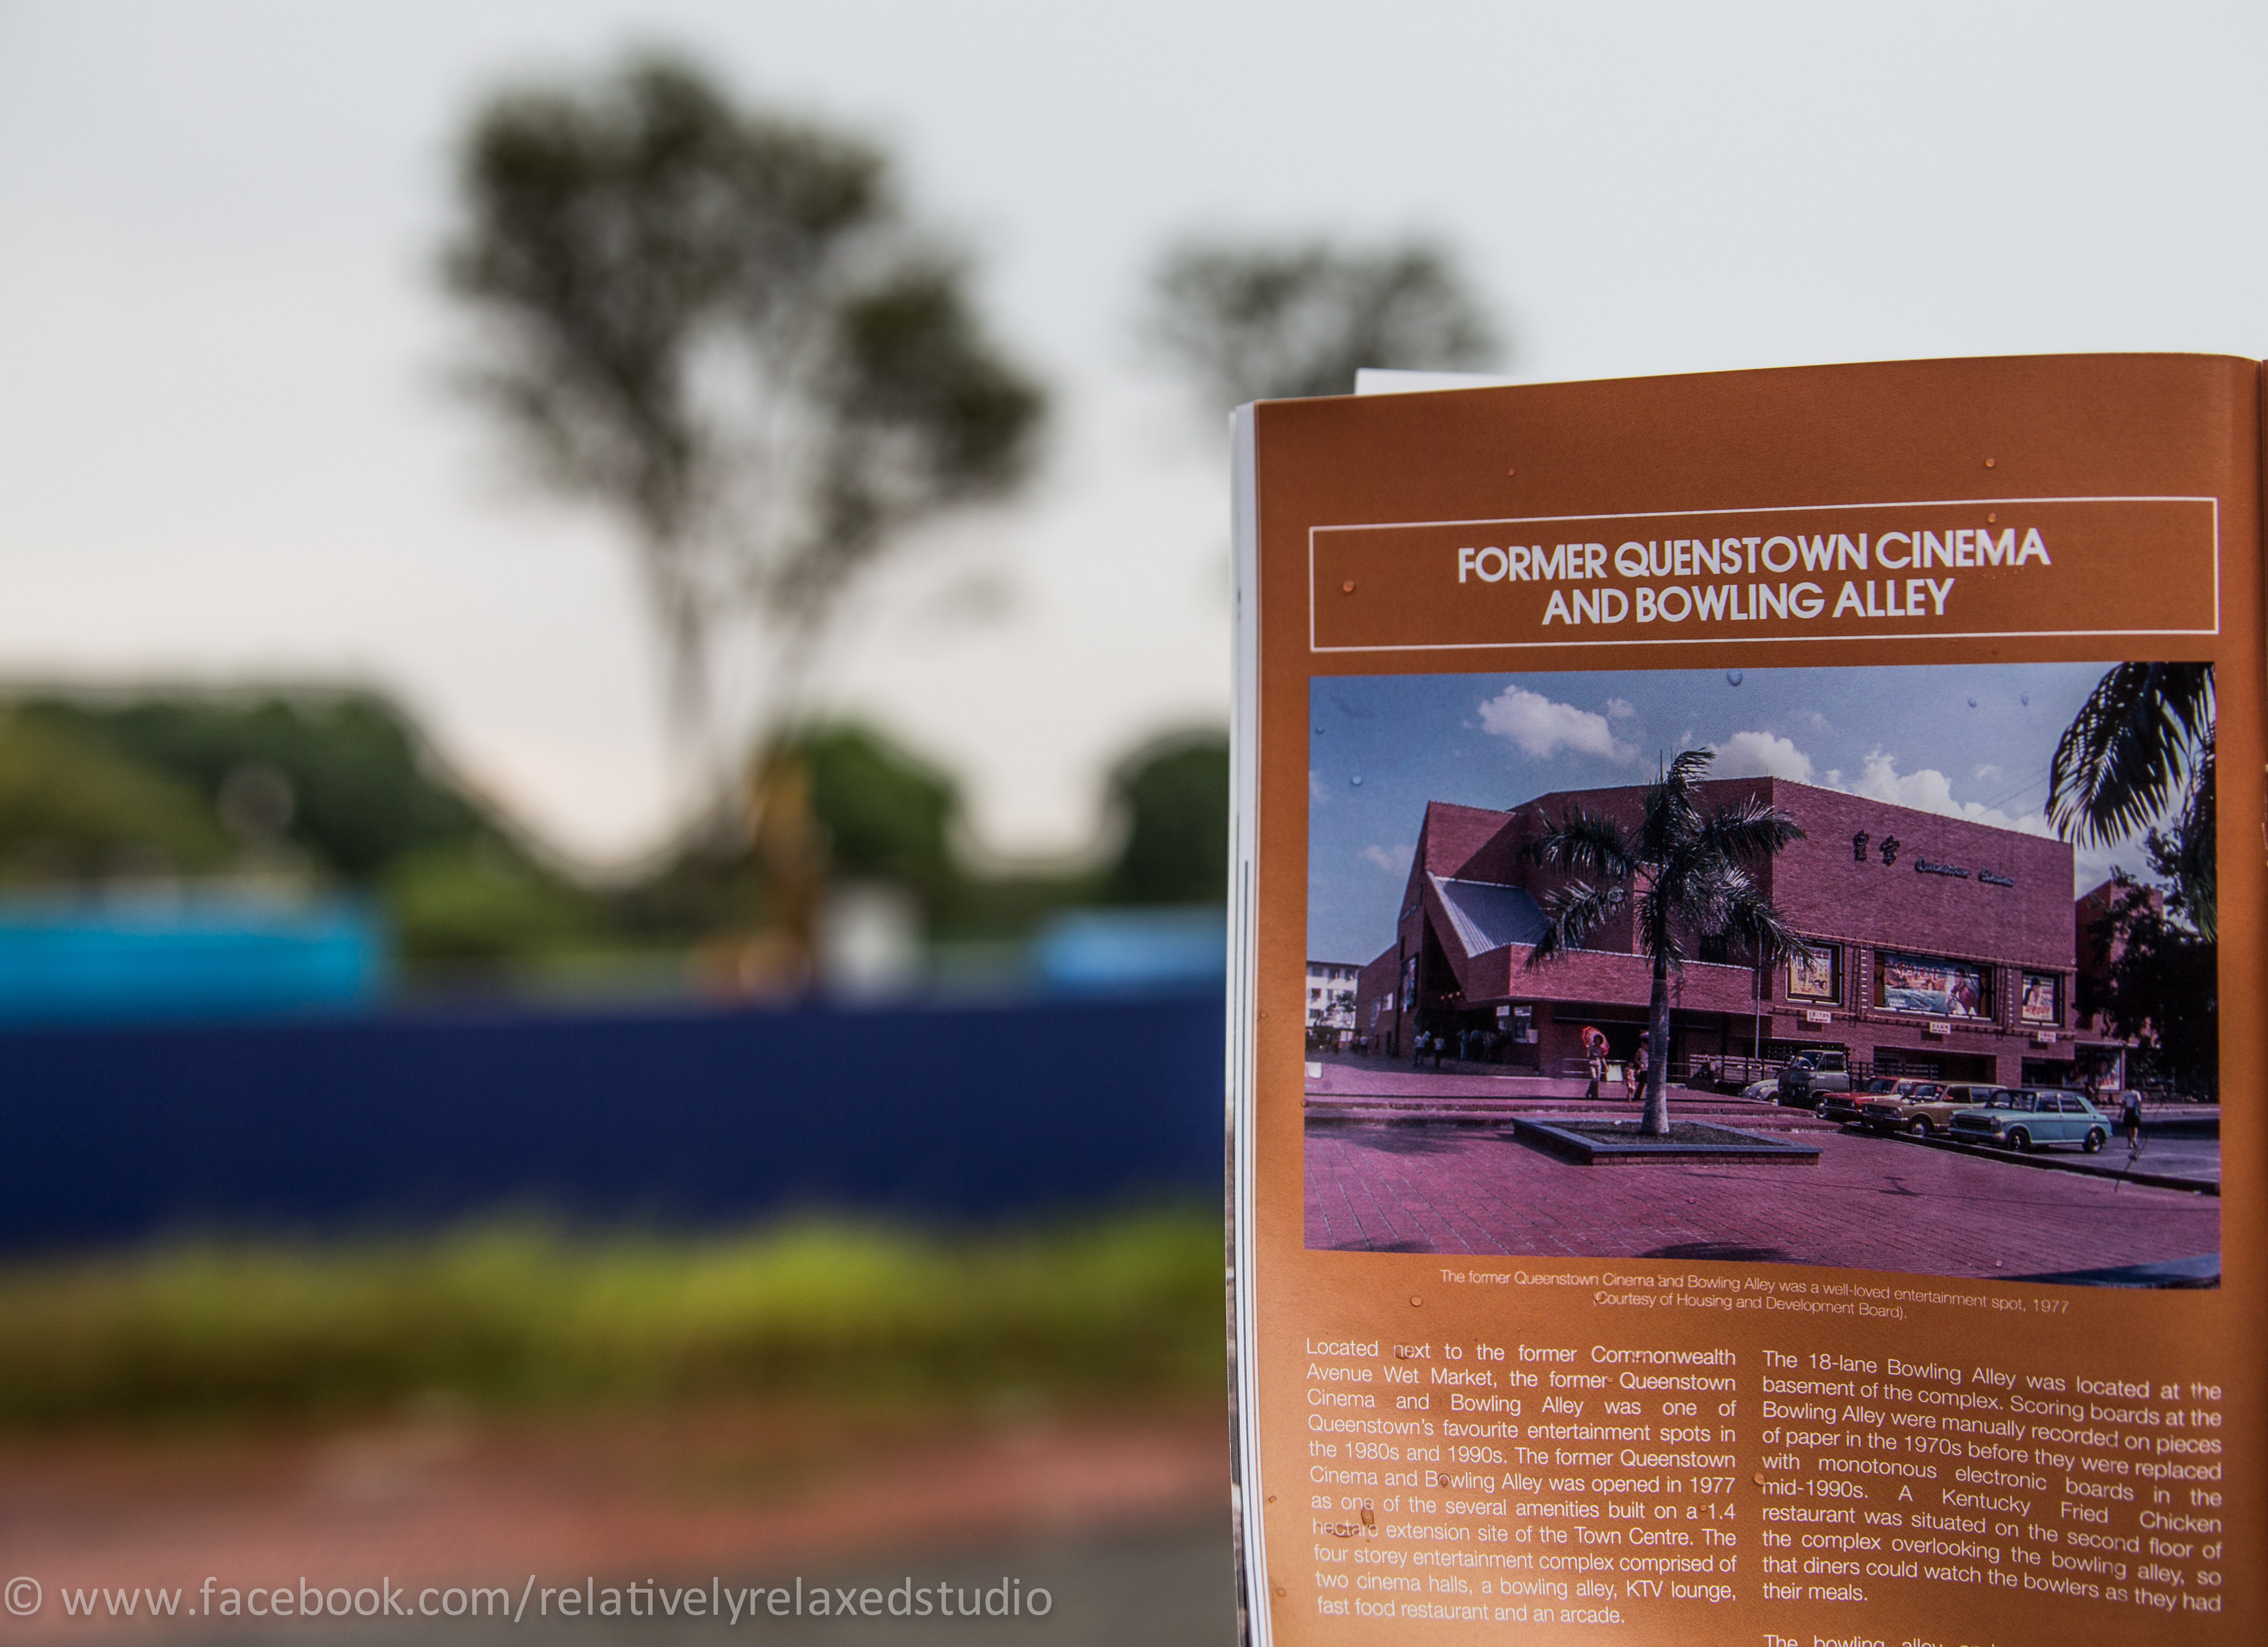 FORMER QUENSTOWN CINEMA
AND BOWLING ALLEY
皇宮
The former Queenstown Cinema and Bowling Alley was a well-loved entertainment spot, 1977
(Courtesy of Housing and Development Board).
Located next to the former Commonwealth
Avenue Wet Market, the former Queenstown
Cinema and Bowling Alley was one of
Queenstown's favourite entertainment spots in
the 1980s and 1990s. The former Queenstown
Cinema and Bowling Alley was opened in 1977
as one of the several amenities built on a 1.4
hectare extension site of the Town Centre. The
four storey entertainment complex comprised of
two cinema halls, a bowling alley, KTV lounge,
fast food restaurant and an arcade.
The 18-lane Bowling Alley was located at the
basement of the complex. Scoring boards at the
Bowling Alley were manually recorded on pieces
of paper in the 1970s before they were replaced
with monotonous electronic boards in the
mid-1990s. A Kentucky Fried Chicken
restaurant was situated on the second floor of
the complex overlooking the bowling alley, so
that diners could watch the bowlers as they had
their meals.
The bowling alley
© www.facebook.com/relativelyrelaxedstudio